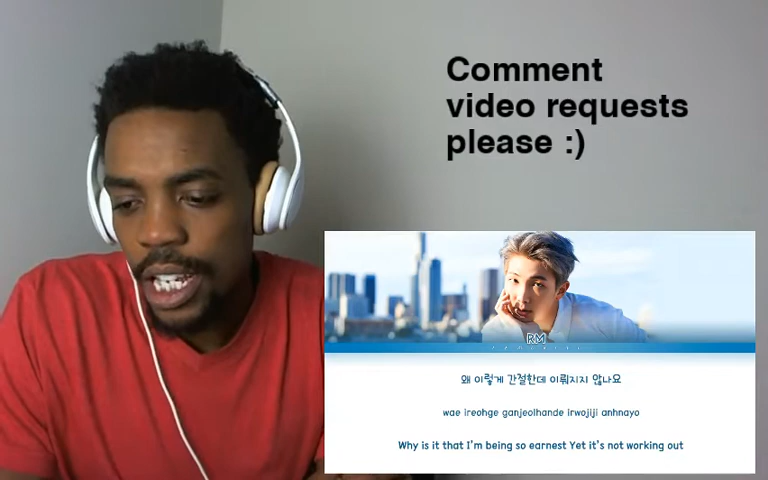 Comment
video requests
please :)
RM
왜 이렇게 간절한데 이뤄지지 않나요
wae ireohge ganjeolhande irwojiji anhnayo
Why is it that I'm being so earnest Yet it's not working out